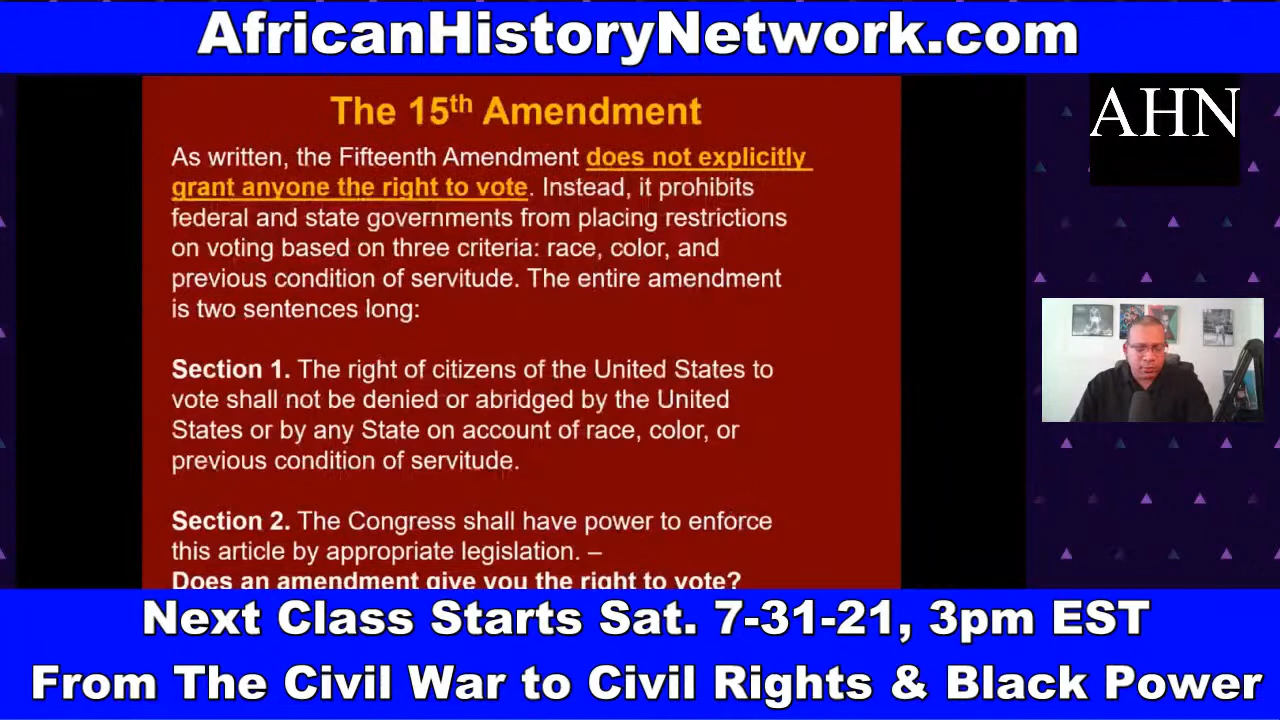 AfricanHistoryNetwork.com
AHN
The 15th Amendment
As written, the Fifteenth Amendment does not explicitly
grant anyone the right to vote. Instead, it prohibits
federal and state governments from placing restrictions
on voting based on three criteria: race, color, and
previous condition of servitude. The entire amendment
is two sentences long:
Section 1. The right of citizens of the United States to
vote shall not be denied or abridged by the United
States or by any State on account of race, color, or
previous condition of servitude.
Section 2. The Congress shall have power to enforce
this article by appropriate legislation. –
Does an amendment give you the right to vote?
Next Class Starts Sat. 7-31-21, 3pm EST
From The Civil War to Civil Rights & Black Power